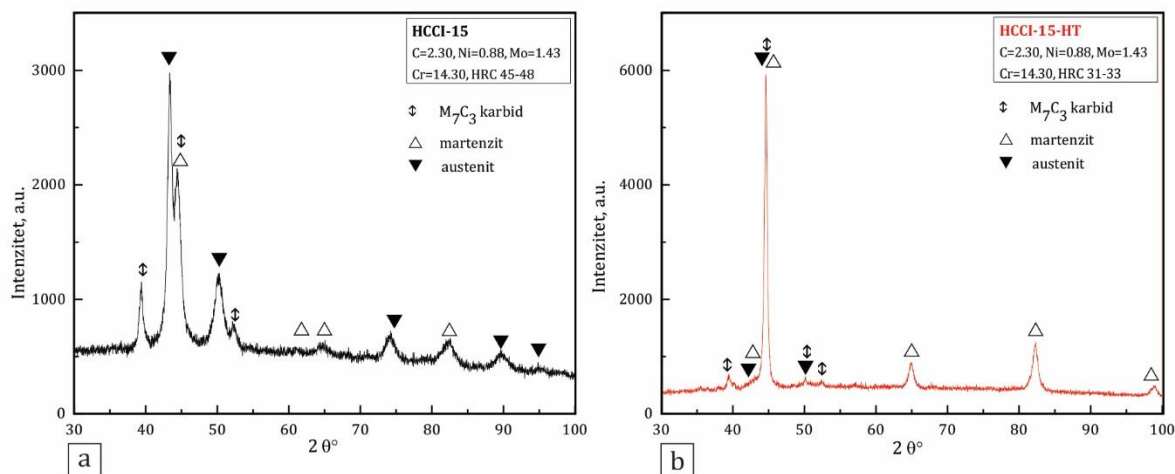 HCCI-15
C=2.30, Ni=0.88, Mo=1.43
Cr=14.30, HRC 45-48
M7C3 karbid
martenzit
austenit
Intenzitet, a.u.
3000
2000
1000
0
30 40 50 60 70 80 90 100
2 θ°
a
HCCI-15-HT
C=2.30, Ni=0.88, Mo=1.43
Cr=14.30, HRC 31-33
M7C3 karbid
martenzit
austenit
Intenzitet, a.u.
6000
4000
2000
0
30 40 50 60 70 80 90 100
2 θ°
b